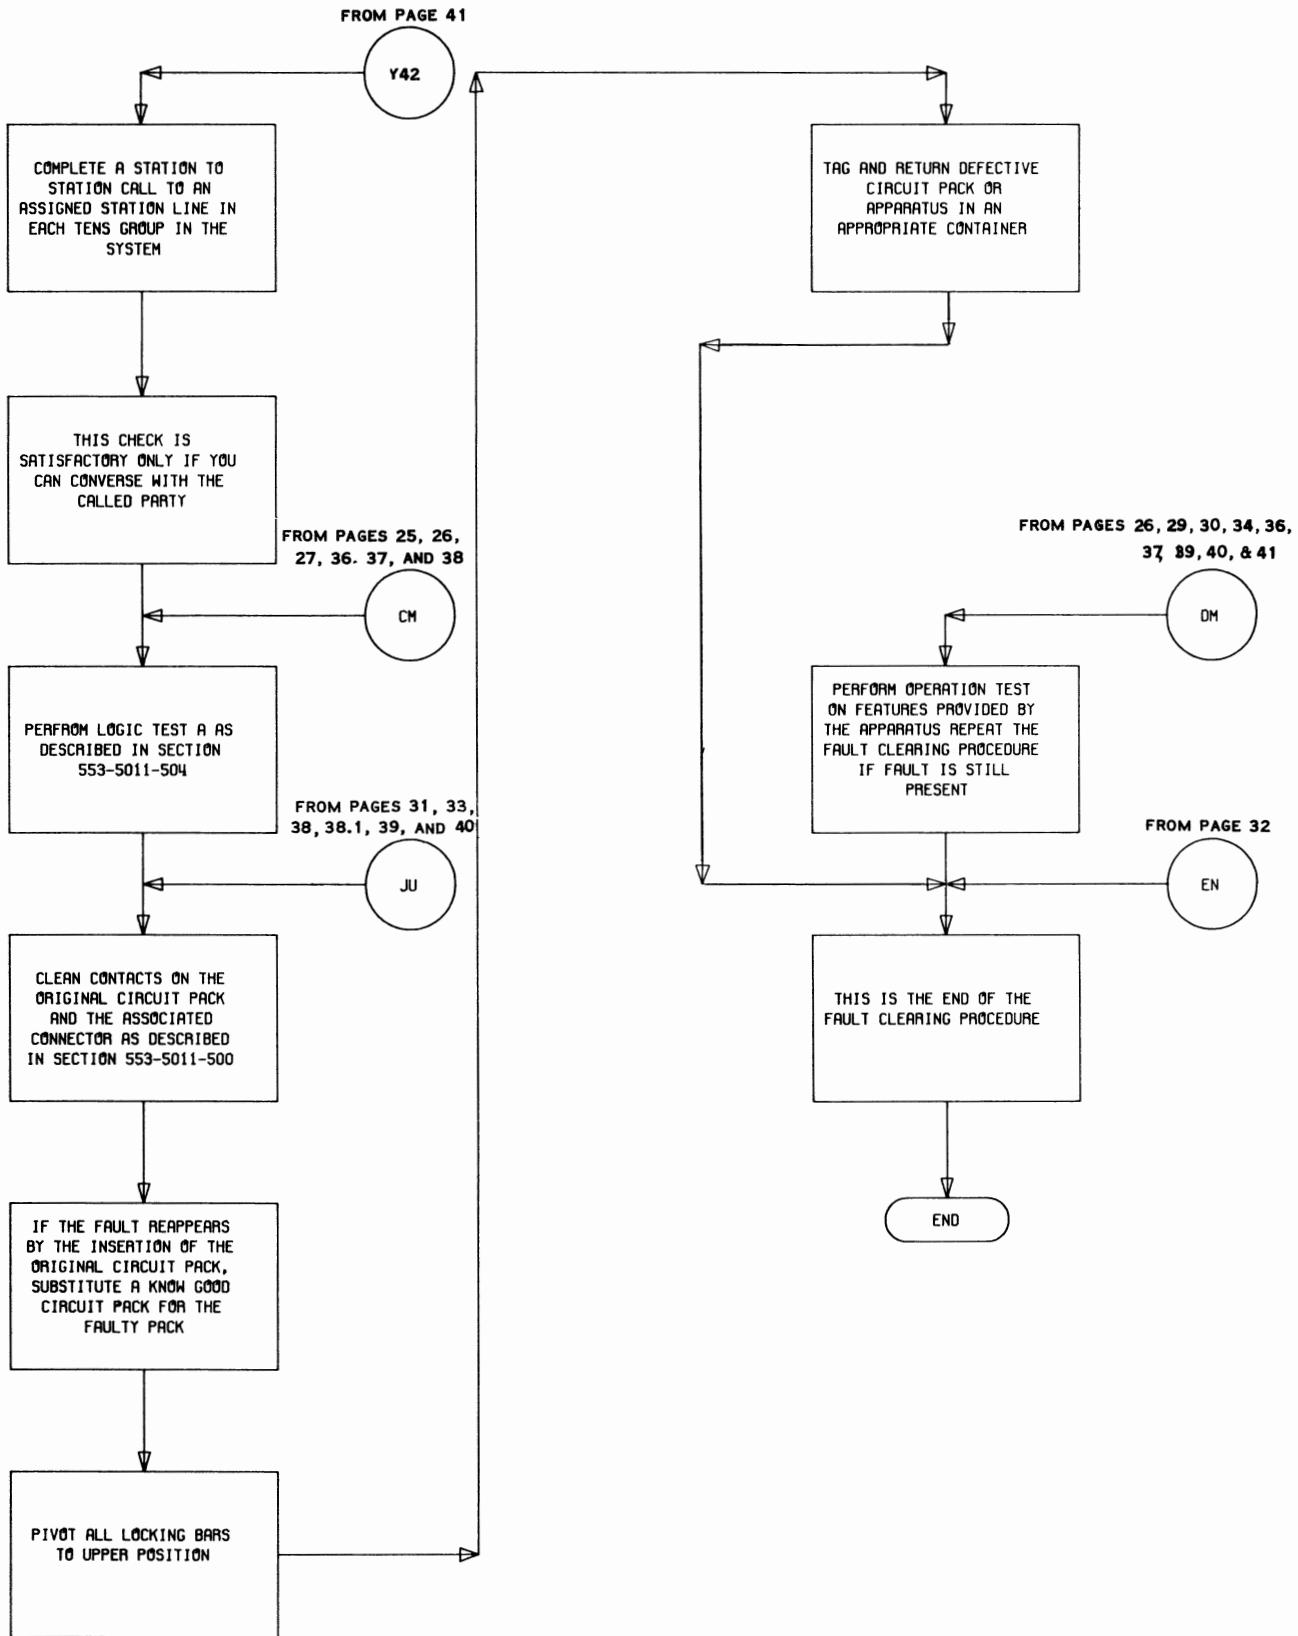 FROM PAGE 41
Y42
COMPLETE A STATION TO
STATION CALL TO AN
ASSIGNED STATION LINE IN
EACH TENS GROUP IN THE
SYSTEM
THIS CHECK IS
SATISFACTORY ONLY IF YOU
CAN CONVERSE WITH THE
CALLED PARTY
FROM PAGES 25, 26,
27, 36. 37, AND 38
CM
PERFROM LOGIC TEST A AS
DESCRIBED IN SECTION
553-5011-504
FROM PAGES 31, 33,
38, 38.1, 39, AND 40
JU
CLEAN CONTACTS ON THE
ORIGINAL CIRCUIT PACK
AND THE ASSOCIATED
CONNECTOR AS DESCRIBED
IN SECTION 553-5011-500
IF THE FAULT REAPPEARS
BY THE INSERTION OF THE
ORIGINAL CIRCUIT PACK,
SUBSTITUTE A KNOW GOOD
CIRCUIT PACK FOR THE
FAULTY PACK
PIVOT ALL LOCKING BARS
TO UPPER POSITION
TAG AND RETURN DEFECTIVE
CIRCUIT PACK OR
APPARATUS IN AN
APPROPRIATE CONTAINER
FROM PAGES 26, 29, 30, 34, 36,
37, 39, 40, & 41
DM
PERFORM OPERATION TEST
ON FEATURES PROVIDED BY
THE APPARATUS REPEAT THE
FAULT CLEARING PROCEDURE
IF FAULT IS STILL
PRESENT
FROM PAGE 32
EN
THIS IS THE END OF THE
FAULT CLEARING PROCEDURE
END